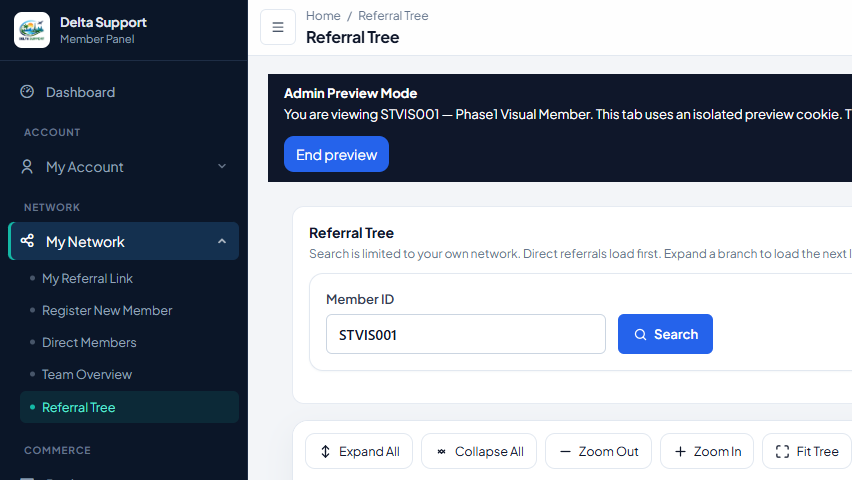 Delta Support
Member Panel
Dashboard
ACCOUNT
My Account
NETWORK
My Network
My Referral Link
Register New Member
Direct Members
Team Overview
Referral Tree
COMMERCE
Home / Referral Tree
Referral Tree
Admin Preview Mode
You are viewing STVIS001 — Phase1 Visual Member. This tab uses an isolated preview cookie. T
End preview
Referral Tree
Search is limited to your own network. Direct referrals load first. Expand a branch to load the next l
Member ID
STVIS001
Search
Expand All
Collapse All
Zoom Out
Zoom In
Fit Tree